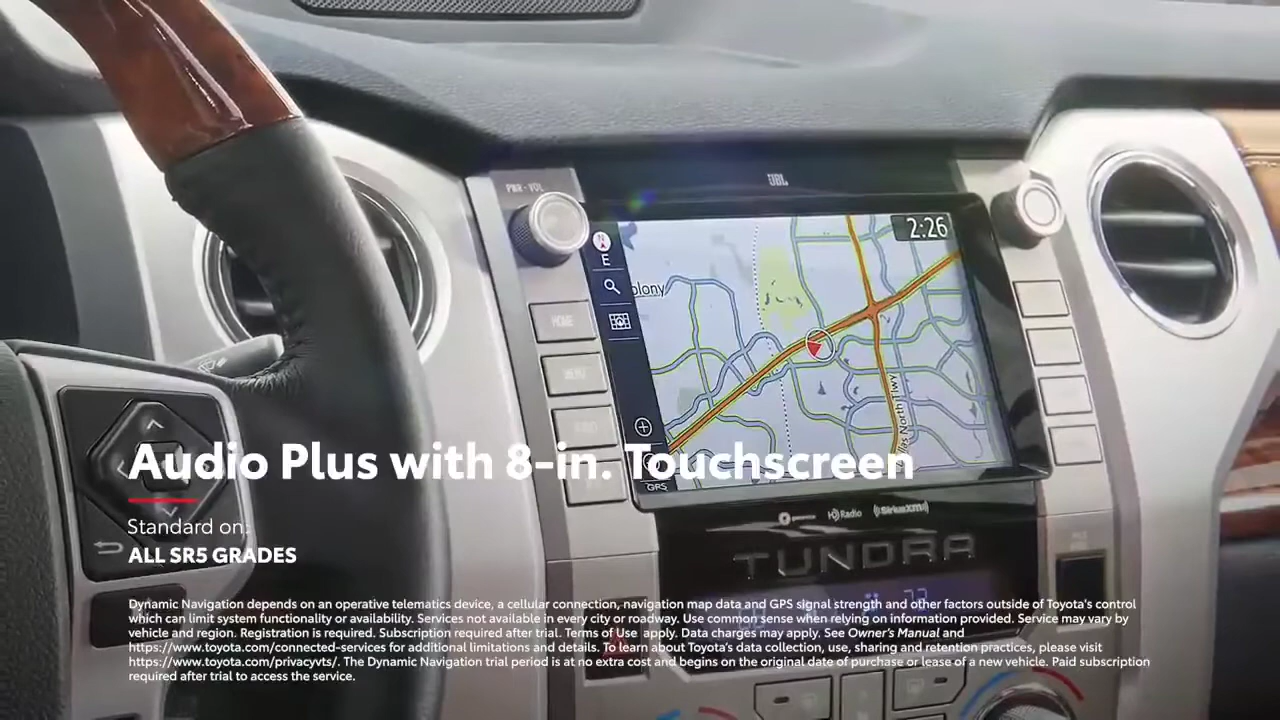 PWR·VOL
JBL
2:26
N
E
olony
HOME
MENU
GPS
HD Radio
(SiriusXM)
TUNDRA
Audio Plus with 8-in. Touchscreen
Standard on:
ALL SR5 GRADES
Dynamic Navigation depends on an operative telematics device, a cellular connection, navigation map data and GPS signal strength and other factors outside of Toyota's control
which can limit system functionality or availability. Services not available in every city or roadway. Use common sense when relying on information provided. Service may vary by
vehicle and region. Registration is required. Subscription required after trial. Terms of Use apply. Data charges may apply. See Owner's Manual and
https://www.toyota.com/connected-services for additional limitations and details. To learn about Toyota's data collection, use, sharing and retention practices, please visit
https://www.toyota.com/privacyvts/. The Dynamic Navigation trial period is at no extra cost and begins on the original date of purchase or lease of a new vehicle. Paid subscription
required after trial to access the service.